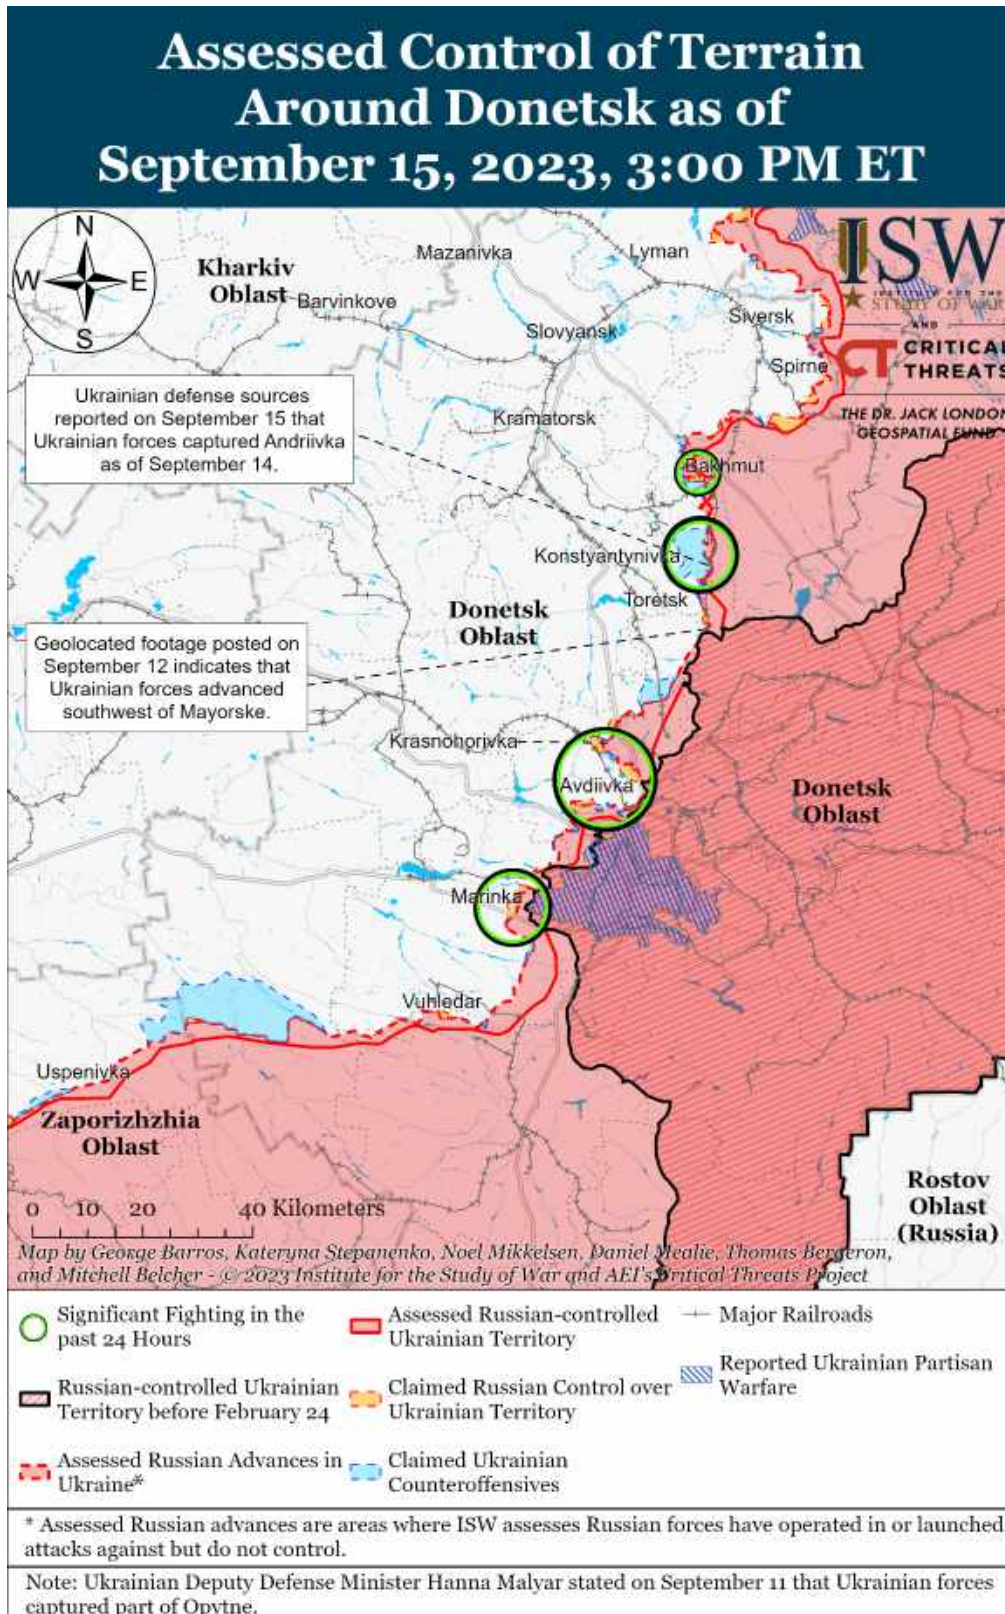 Assessed Control of Terrain
Around Donetsk as of
September 15, 2023, 3:00 PM ET
N
W
E
S
Kharkiv
Oblast
Mazanivka
Lyman
ISW
INSTITUTE FOR THE
STUDY OF WAR
AND
CT CRITICAL
THREATS
THE DR. JACK LONDON
GEOSPATIAL FUND
Barvinkove
Slovyansk
Siversk
Spirne
Ukrainian defense sources
reported on September 15 that
Ukrainian forces captured Andriivka
as of September 14.
Kramatorsk
Bakhmut
Konstyantynivka
Toretsk
Donetsk
Oblast
Geolocated footage posted on
September 12 indicates that
Ukrainian forces advanced
southwest of Mayorske.
Krasnohorivka
Avdiivka
Donetsk
Oblast
Marinka
Vuhledar
Uspenivka
Zaporizhzhia
Oblast
Rostov
Oblast
(Russia)
0 10 20 40 Kilometers
Map by George Barros, Kateryna Stepanenko, Noel Mikkelsen, Daniel Mealie, Thomas Bergeron,
and Mitchell Belcher - © 2023 Institute for the Study of War and AEI's Critical Threats Project
Significant Fighting in the
past 24 Hours
Russian-controlled Ukrainian
Territory before February 24
Assessed Russian Advances in
Ukraine*
Assessed Russian-controlled
Ukrainian Territory
Claimed Russian Control over
Ukrainian Territory
Claimed Ukrainian
Counteroffensives
Major Railroads
Reported Ukrainian Partisan
Warfare
* Assessed Russian advances are areas where ISW assesses Russian forces have operated in or launched
attacks against but do not control.
Note: Ukrainian Deputy Defense Minister Hanna Malyar stated on September 11 that Ukrainian forces
captured part of Opytne.